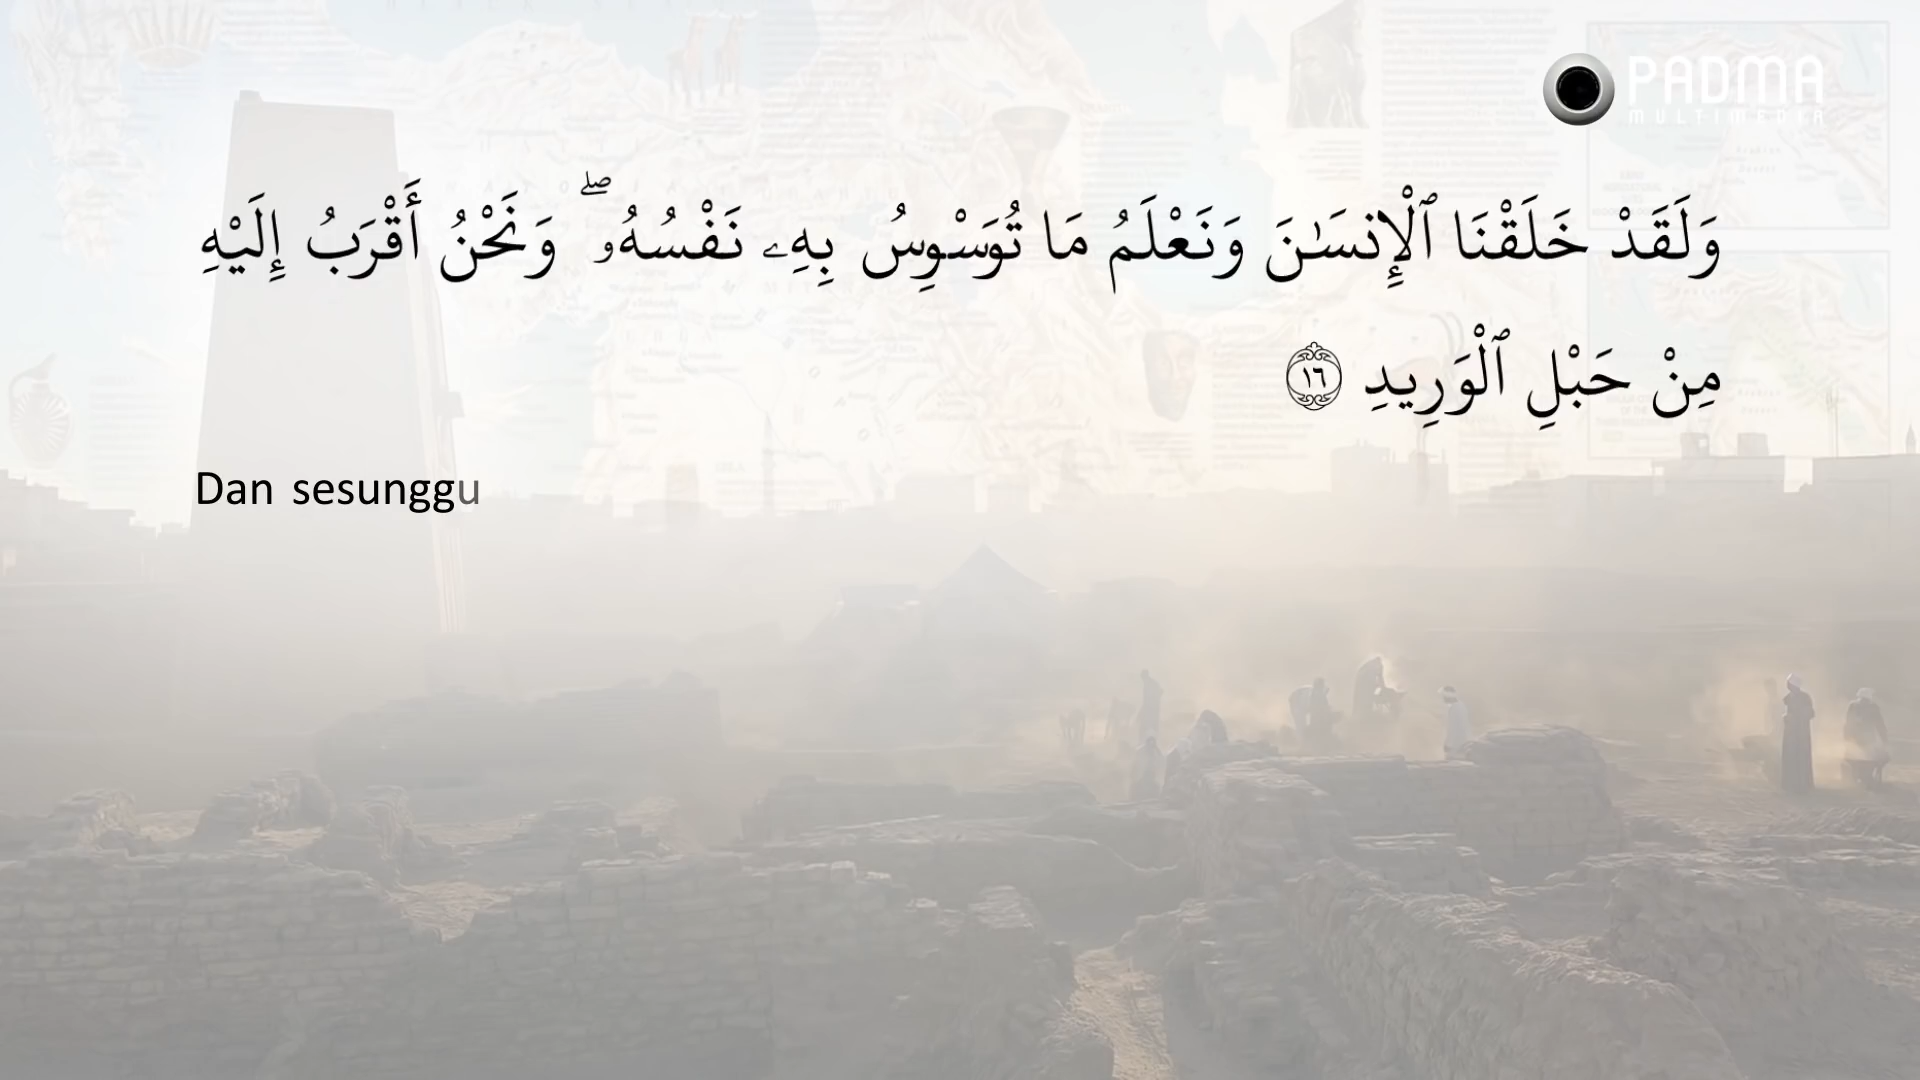 PADMA
MULTIMEDIA
وَلَقَدْ خَلَقْنَا ٱلْإِنسَـٰنَ وَنَعْلَمُ مَا تُوَسْوِسُ بِهِۦ نَفْسُهُۥ ۖ وَنَحْنُ أَقْرَبُ إِلَيْهِ
مِنْ حَبْلِ ٱلْوَرِيدِ ١٦
Dan sesunggu